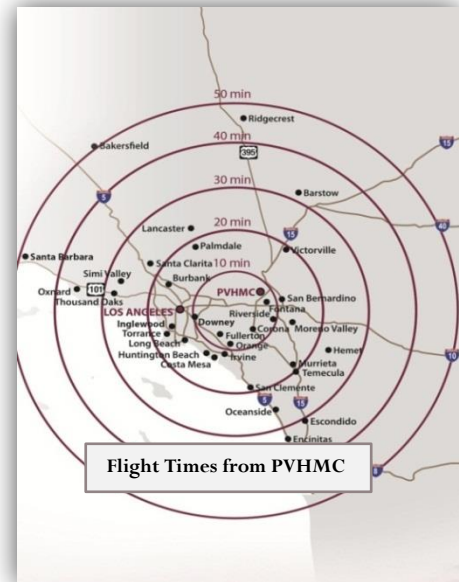 50 min
Ridgecrest
40 min
Bakersfield
395
15
30 min
Barstow
5
20 min
Lancaster
15
40
Palmdale
Victorville
Santa Barbara
Santa Clarita
10 min
Simi Valley
Burbank
PVHMC
Oxnard
101
San Bernardino
Thousand Oaks
Fontana
LOS ANGELES
Riverside
Inglewood
Downey
Moreno Valley
Torrance
Fullerton
Corona
Long Beach
Orange
Hemet
10
Huntington Beach
Irvine
Murrieta
Costa Mesa
Temecula
San Clemente
5
15
Oceanside
Escondido
Encinitas
Flight Times from PVHMC
8